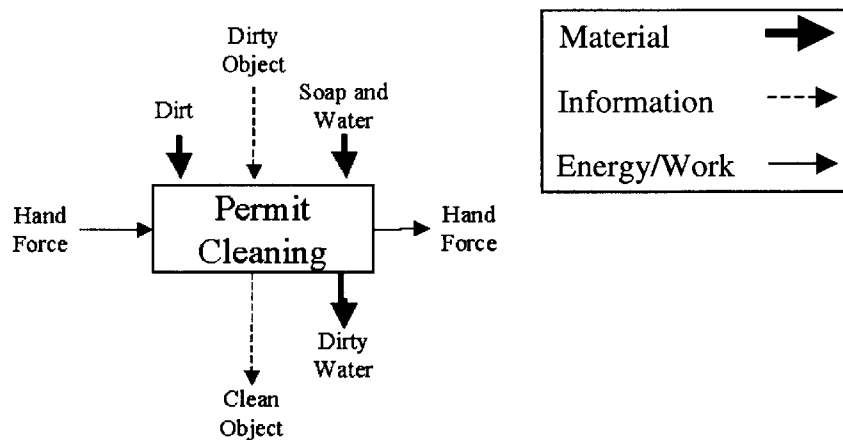 Dirty
Object
Dirt
Soap and
Water
Hand
Force
Permit
Cleaning
Hand
Force
Dirty
Water
Clean
Object
Material
Information
Energy/Work